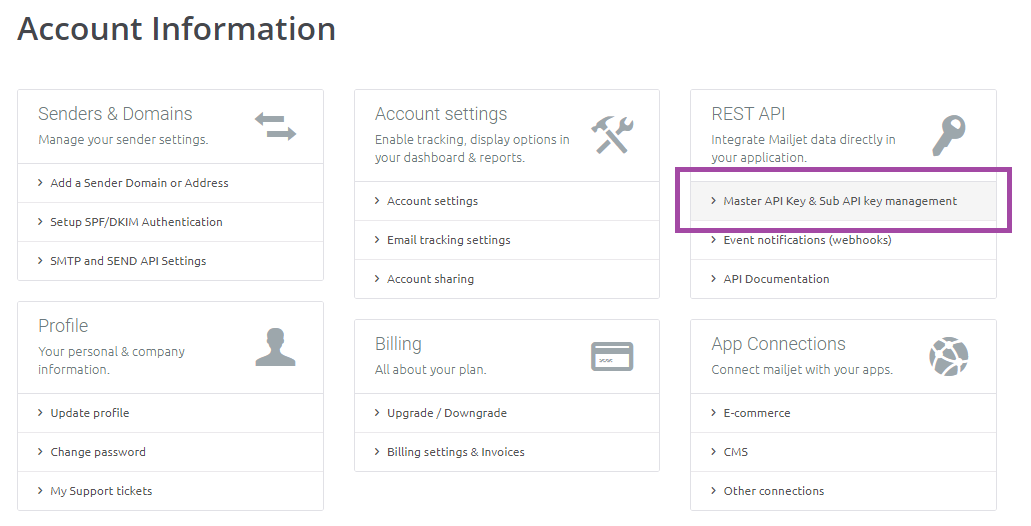 Account Information
Senders & Domains
Manage your sender settings.
Add a Sender Domain or Address
Setup SPF/DKIM Authentication
SMTP and SEND API Settings
Account settings
Enable tracking, display options in
your dashboard & reports.
Account settings
Email tracking settings
Account sharing
REST API
Integrate Mailjet data directly in
your application.
Master API Key & Sub API key management
Event notifications (webhooks)
API Documentation
Profile
Your personal & company
information.
Update profile
Change password
My Support tickets
Billing
All about your plan.
Upgrade / Downgrade
Billing settings & Invoices
App Connections
Connect mailjet with your apps.
E-commerce
CMS
Other connections